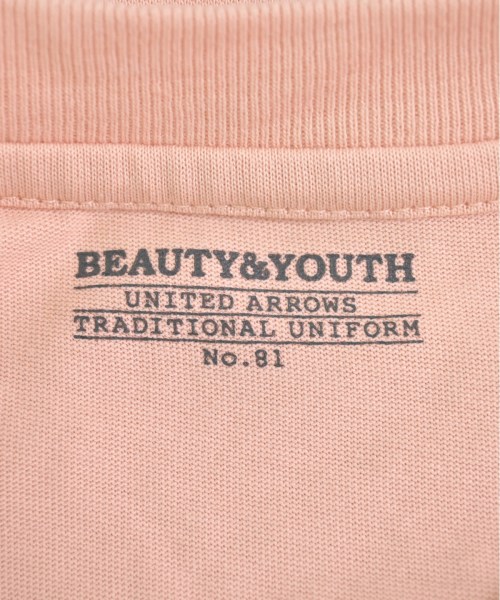 BEAUTY&YOUTH
UNITED ARROWS
TRADITIONAL UNIFORM
No.81